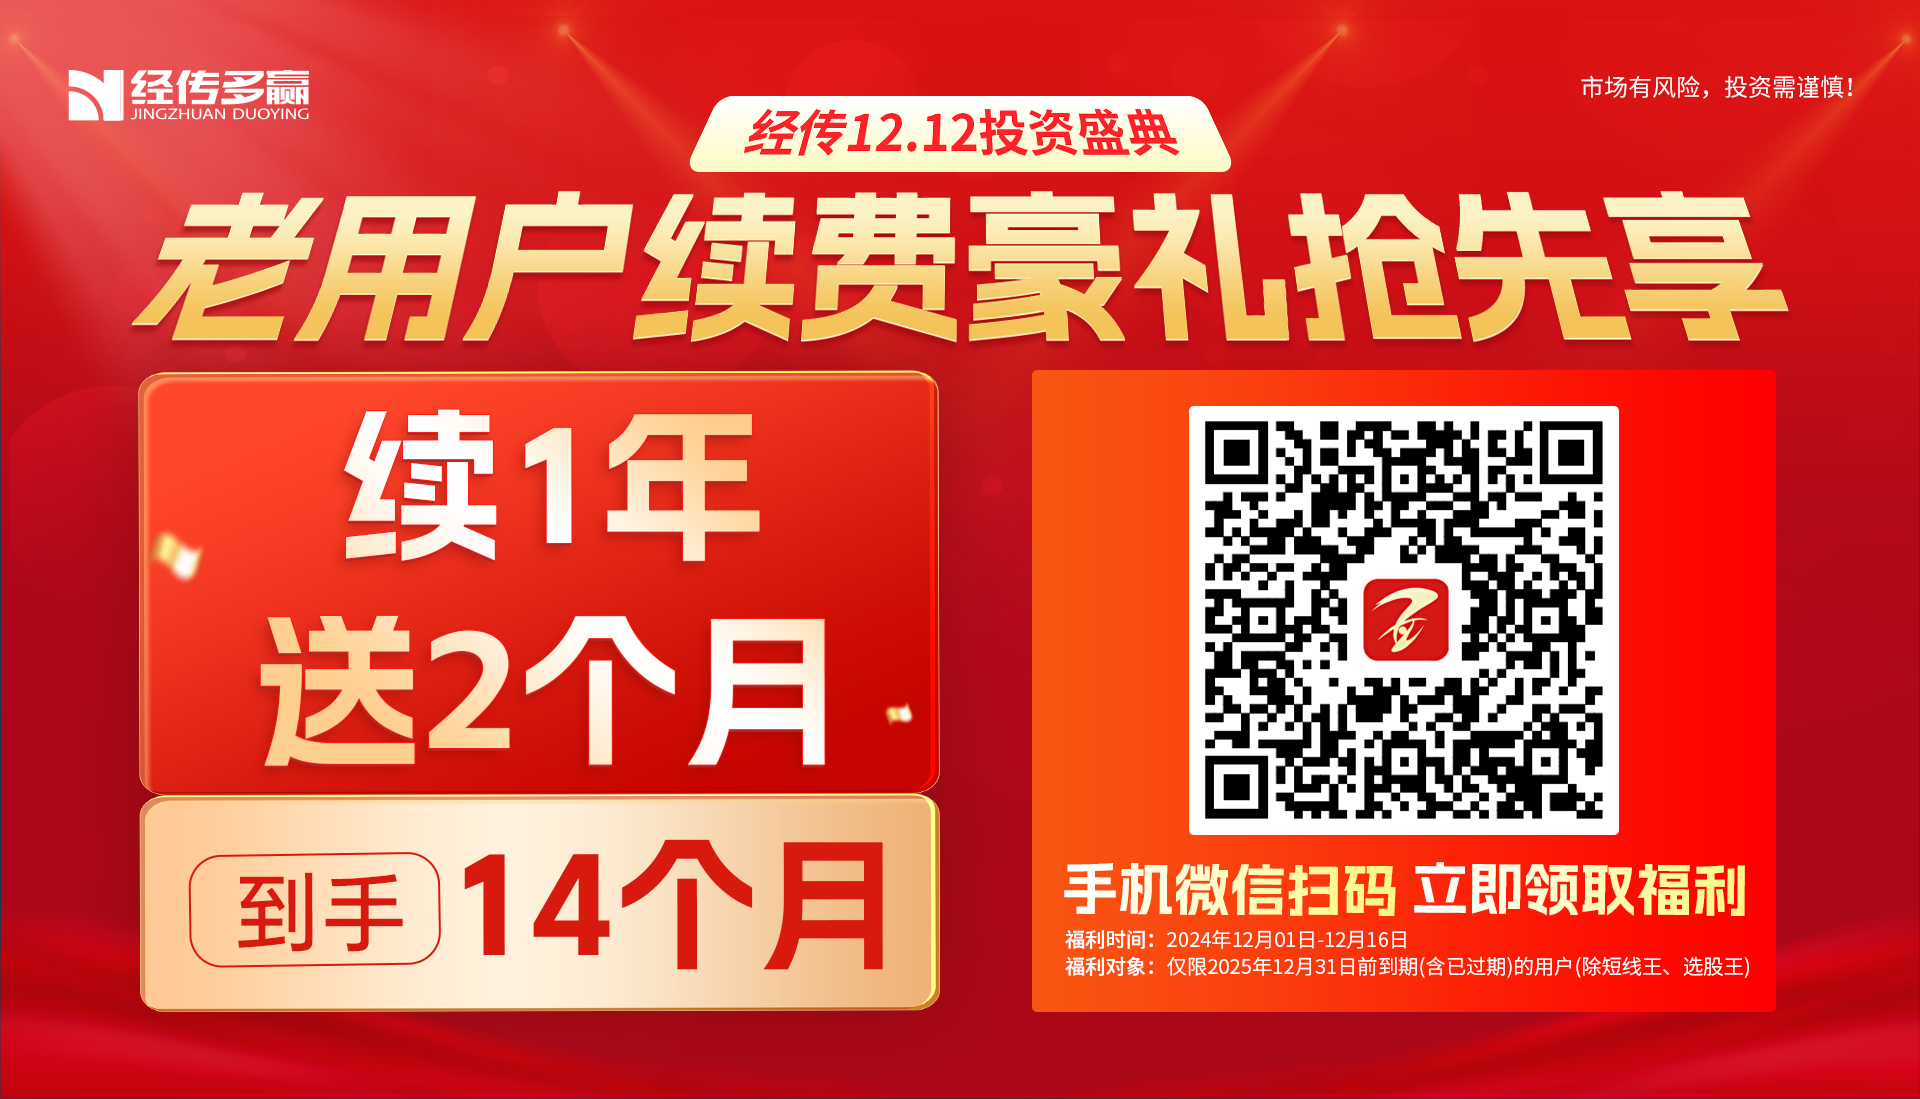 经传多赢
JINGZHUAN DUOYING
市场有风险，投资需谨慎！
经传12.12投资盛典
老用户续费豪礼抢先享
续1年
送2个月
到手 14个月
手机微信扫码 立即领取福利
福利时间：2024年12月01日-12月16日
福利对象：仅限2025年12月31日前到期(含已过期)的用户(除短线王、选股王)